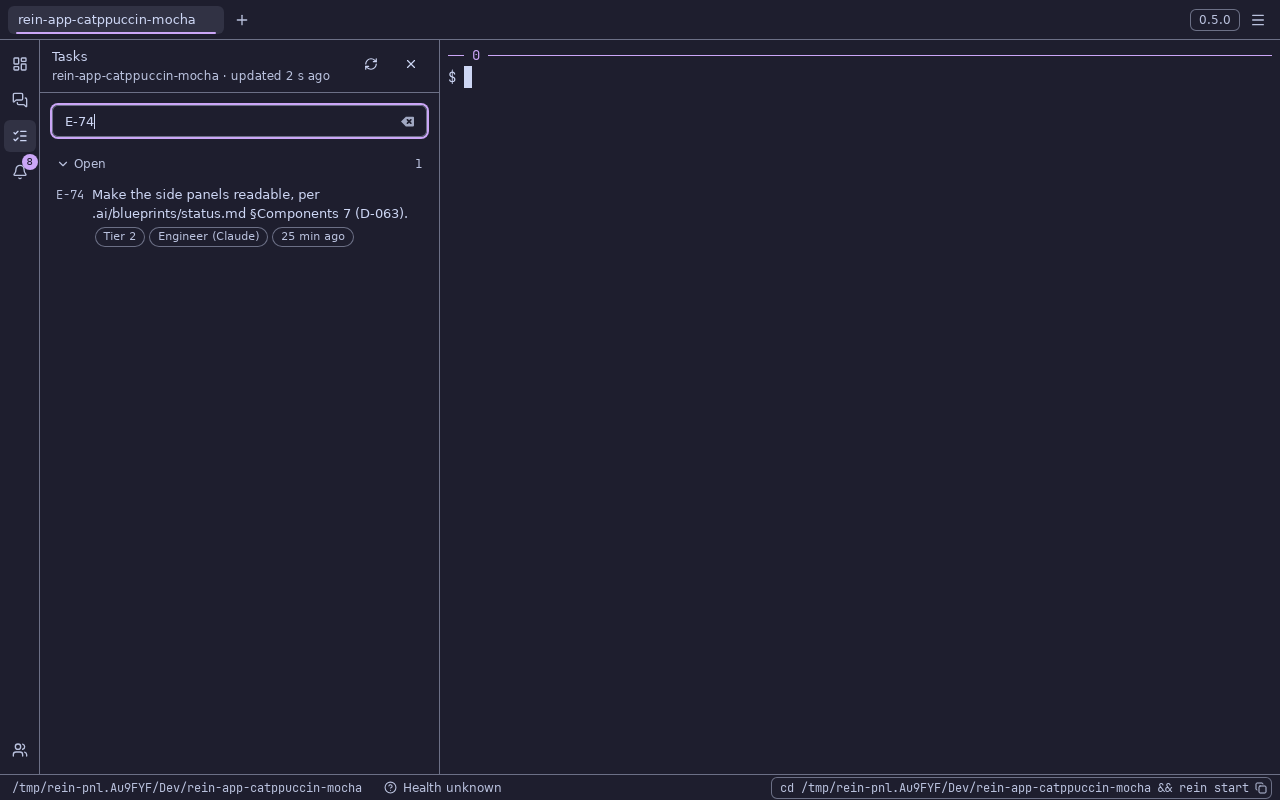 rein-app-catppuccin-mocha
0.5.0
Tasks
rein-app-catppuccin-mocha · updated 2 s ago
E-74
8
Open 1
E-74 Make the side panels readable, per
.ai/blueprints/status.md §Components 7 (D-063).
Tier 2 Engineer (Claude) 25 min ago
0
$
/tmp/rein-pnl.Au9FYF/Dev/rein-app-catppuccin-mocha Health unknown cd /tmp/rein-pnl.Au9FYF/Dev/rein-app-catppuccin-mocha && rein start